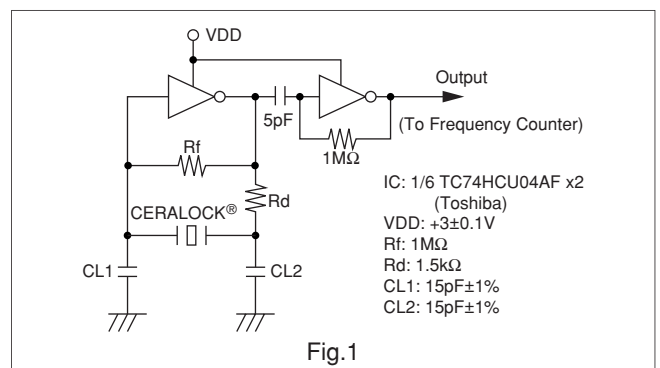 VDD
Output
5pF
(To Frequency Counter)
Rf
1MΩ
Rd
IC: 1/6 TC74HCU04AF x2
(Toshiba)
CERALOCK®
VDD: +3±0.1V
Rf: 1MΩ
Rd: 1.5kΩ
CL1
CL2
CL1: 15pF±1%
CL2: 15pF±1%
Fig.1